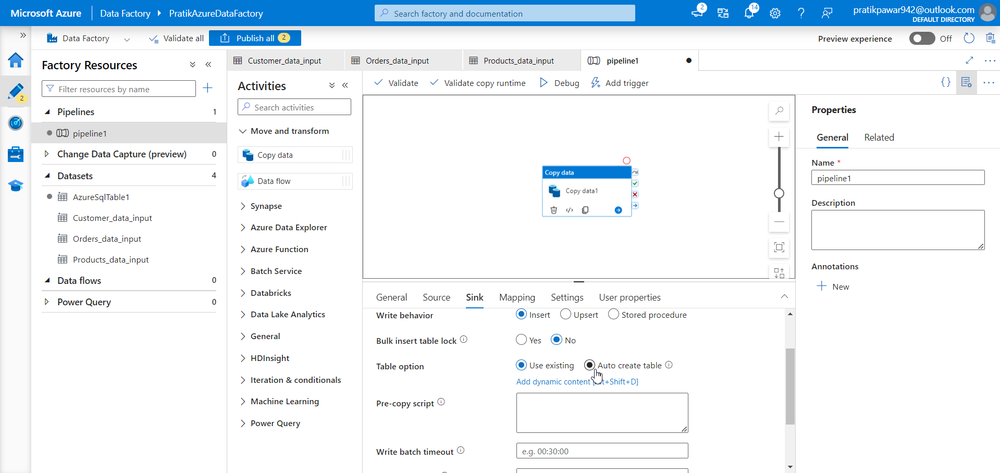 Microsoft Azure
Data Factory
PratikAzureDataFactory
Search factory and documentation
2
14
pratikpawar942@outlook.com
DEFAULT DIRECTORY
Data Factory
Validate all
Publish all 2
Preview experience
Off
2
Factory Resources
Filter resources by name
Pipelines 1
pipeline1
Change Data Capture (preview) 0
Datasets 4
AzureSqlTable1
Customer_data_input
Orders_data_input
Products_data_input
Data flows 0
Power Query 0
Customer_data_input
Orders_data_input
Products_data_input
pipeline1
Activities
Search activities
Move and transform
Copy data
Data flow
Synapse
Azure Data Explorer
Azure Function
Batch Service
Databricks
Data Lake Analytics
General
HDInsight
Iteration & conditionals
Machine Learning
Power Query
Validate
Validate copy runtime
Debug
Add trigger
Copy data
Copy data1
General
Source
Sink
Mapping
Settings
User properties
Write behavior
Insert
Upsert
Stored procedure
Bulk insert table lock
Yes
No
Table option
Use existing
Auto create table
Add dynamic content [
t+Shift+D]
Pre-copy script
Write batch timeout
e.g. 00:30:00
Properties
General
Related
Name *
pipeline1
Description
Annotations
New